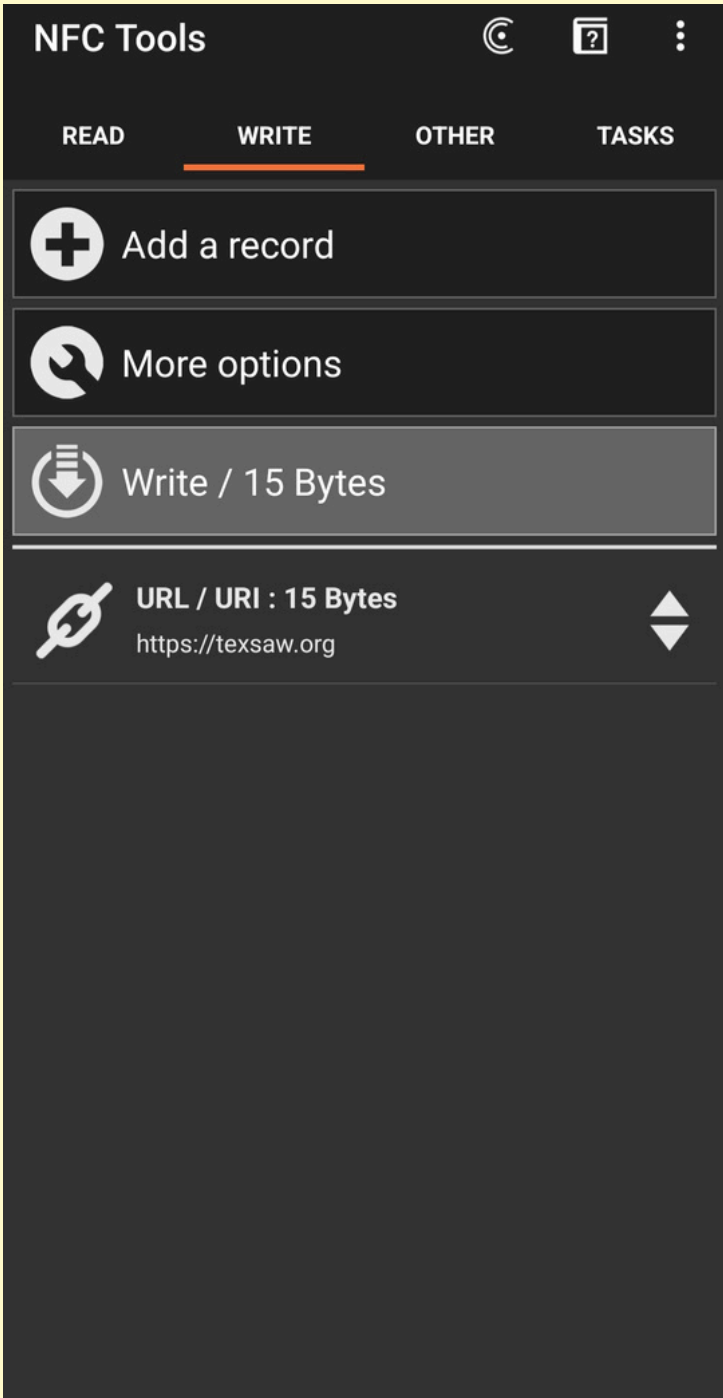 NFC Tools
?
READ WRITE OTHER TASKS
Add a record
More options
Write / 15 Bytes
URL / URI : 15 Bytes
https://texsaw.org